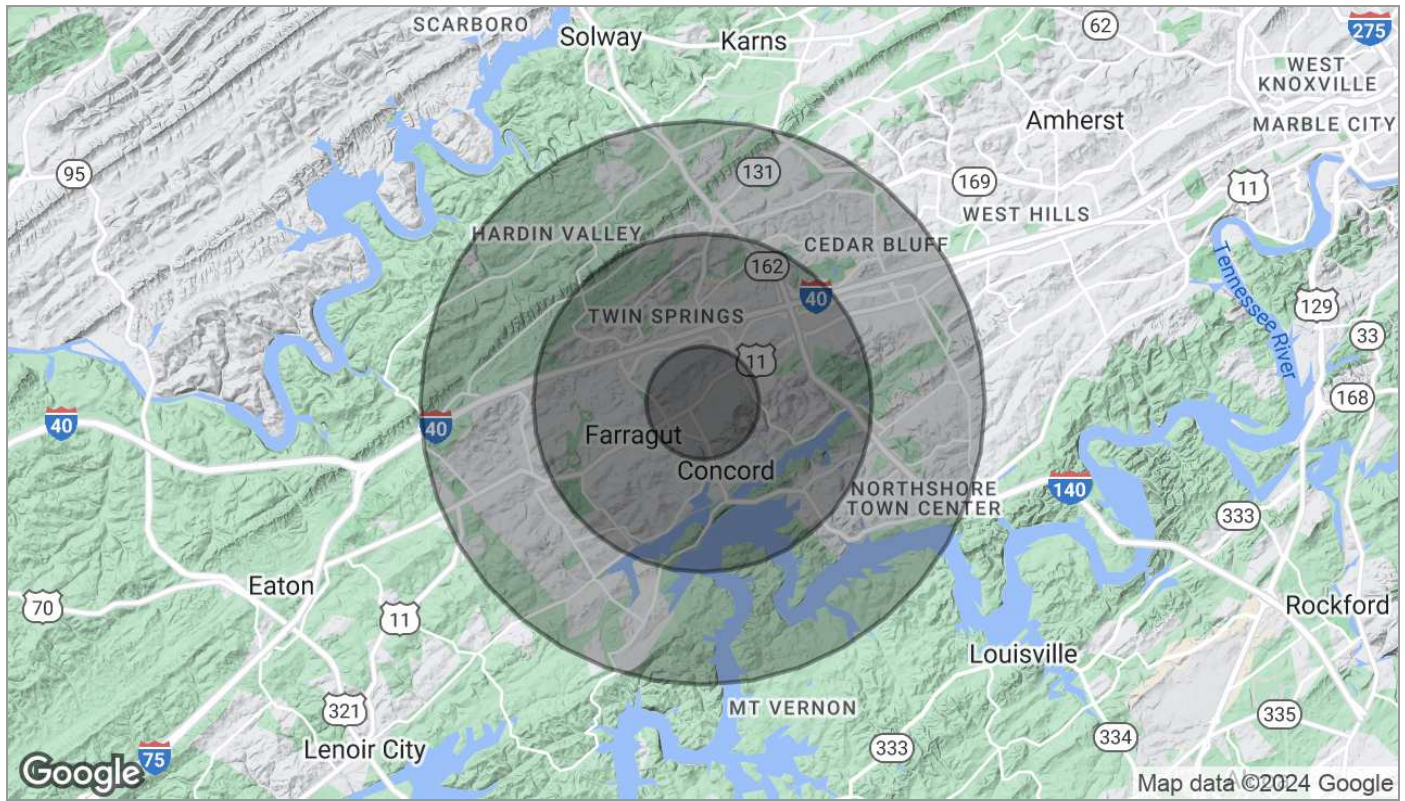 SCARBORO
Solway
Karns
62
275
WEST
KNOXVILLE
MARBLE CITY
Amherst
95
131
169
11
WEST HILLS
HARDIN VALLEY
CEDAR BLUFF
162
40
Tennessee River
129
TWIN SPRINGS
33
11
168
40
40
Farragut
Concord
140
NORTHSHORE
TOWN CENTER
333
Eaton
70
11
Rockford
Louisville
321
MT VERNON
335
334
333
Lenoir City
75
Google
Map data ©2024 Google